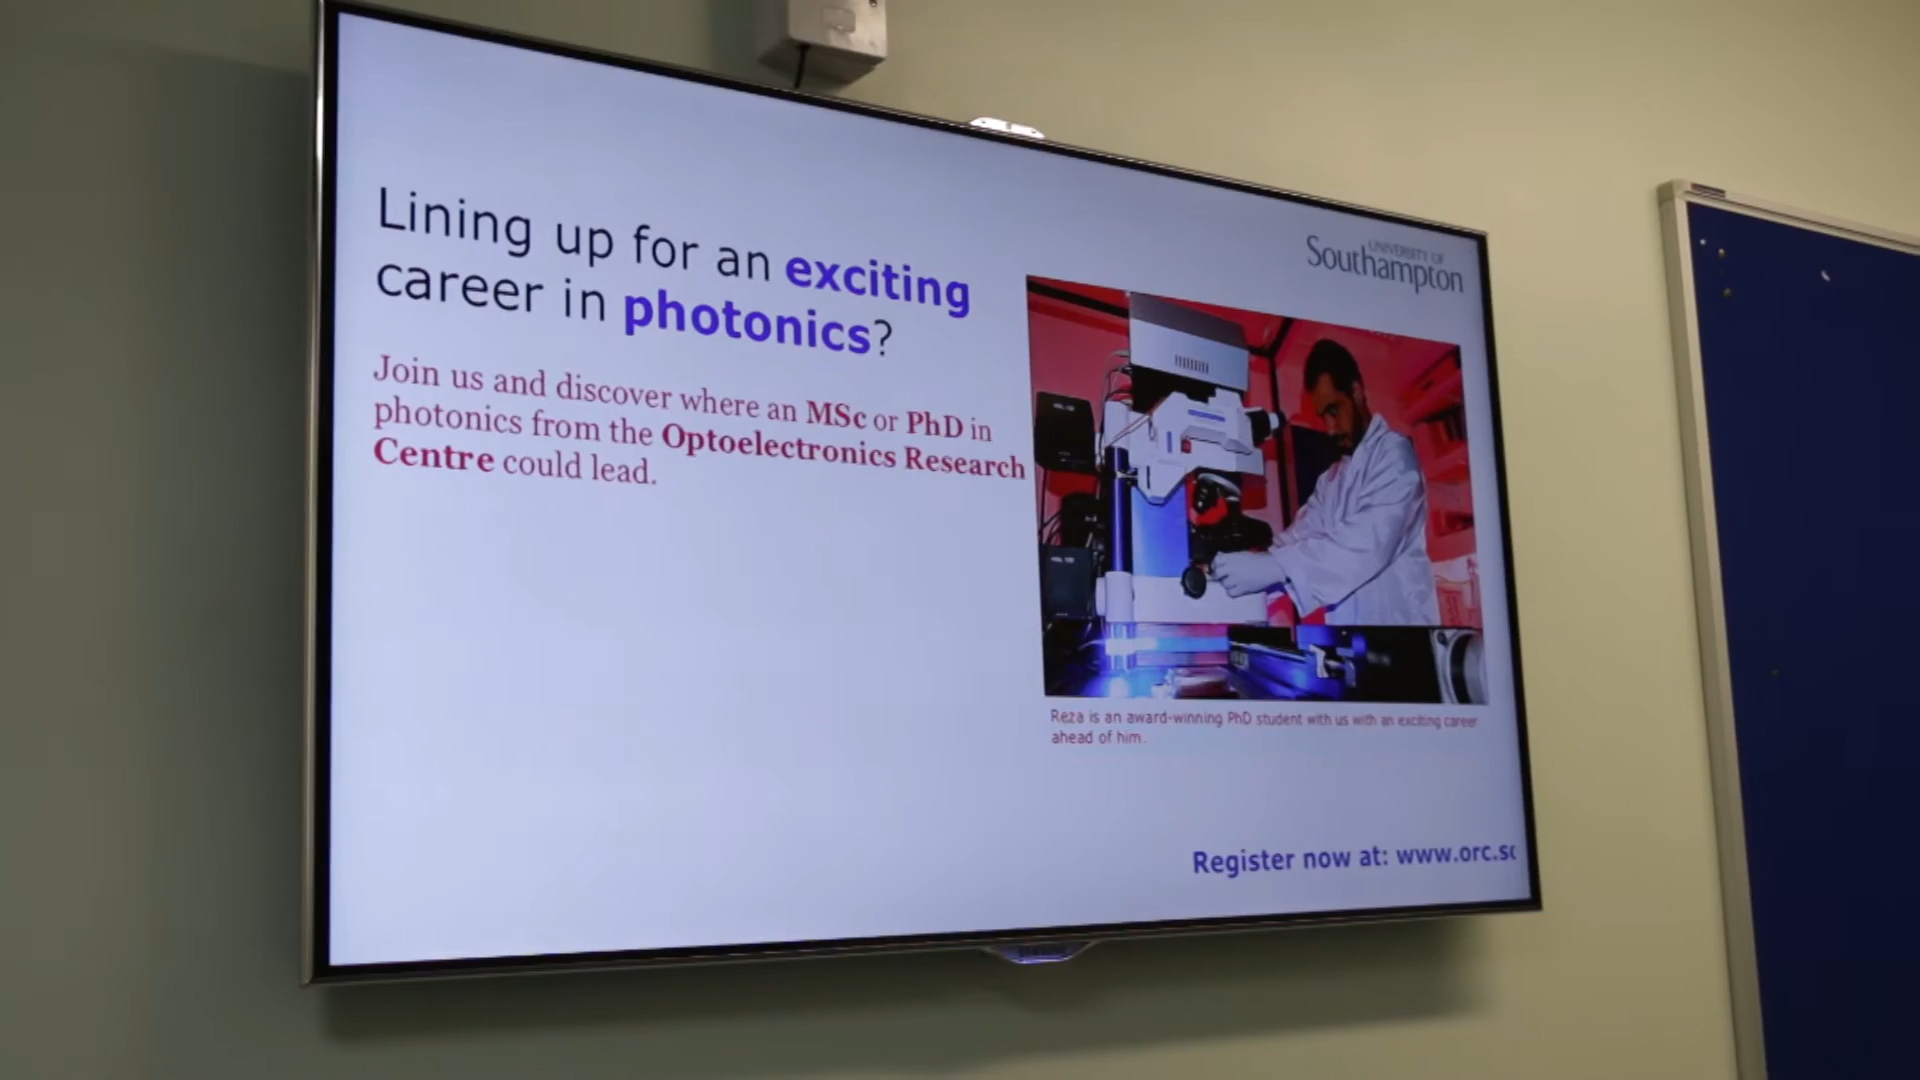 Lining up for an exciting
career in photonics?
UNIVERSITY OF
Southampton
Join us and discover where an MSc or PhD in
photonics from the Optoelectronics Research
Centre could lead.
Reza is an award-winning PhD student with us with an exciting career
ahead of him.
Register now at: www.orc.so